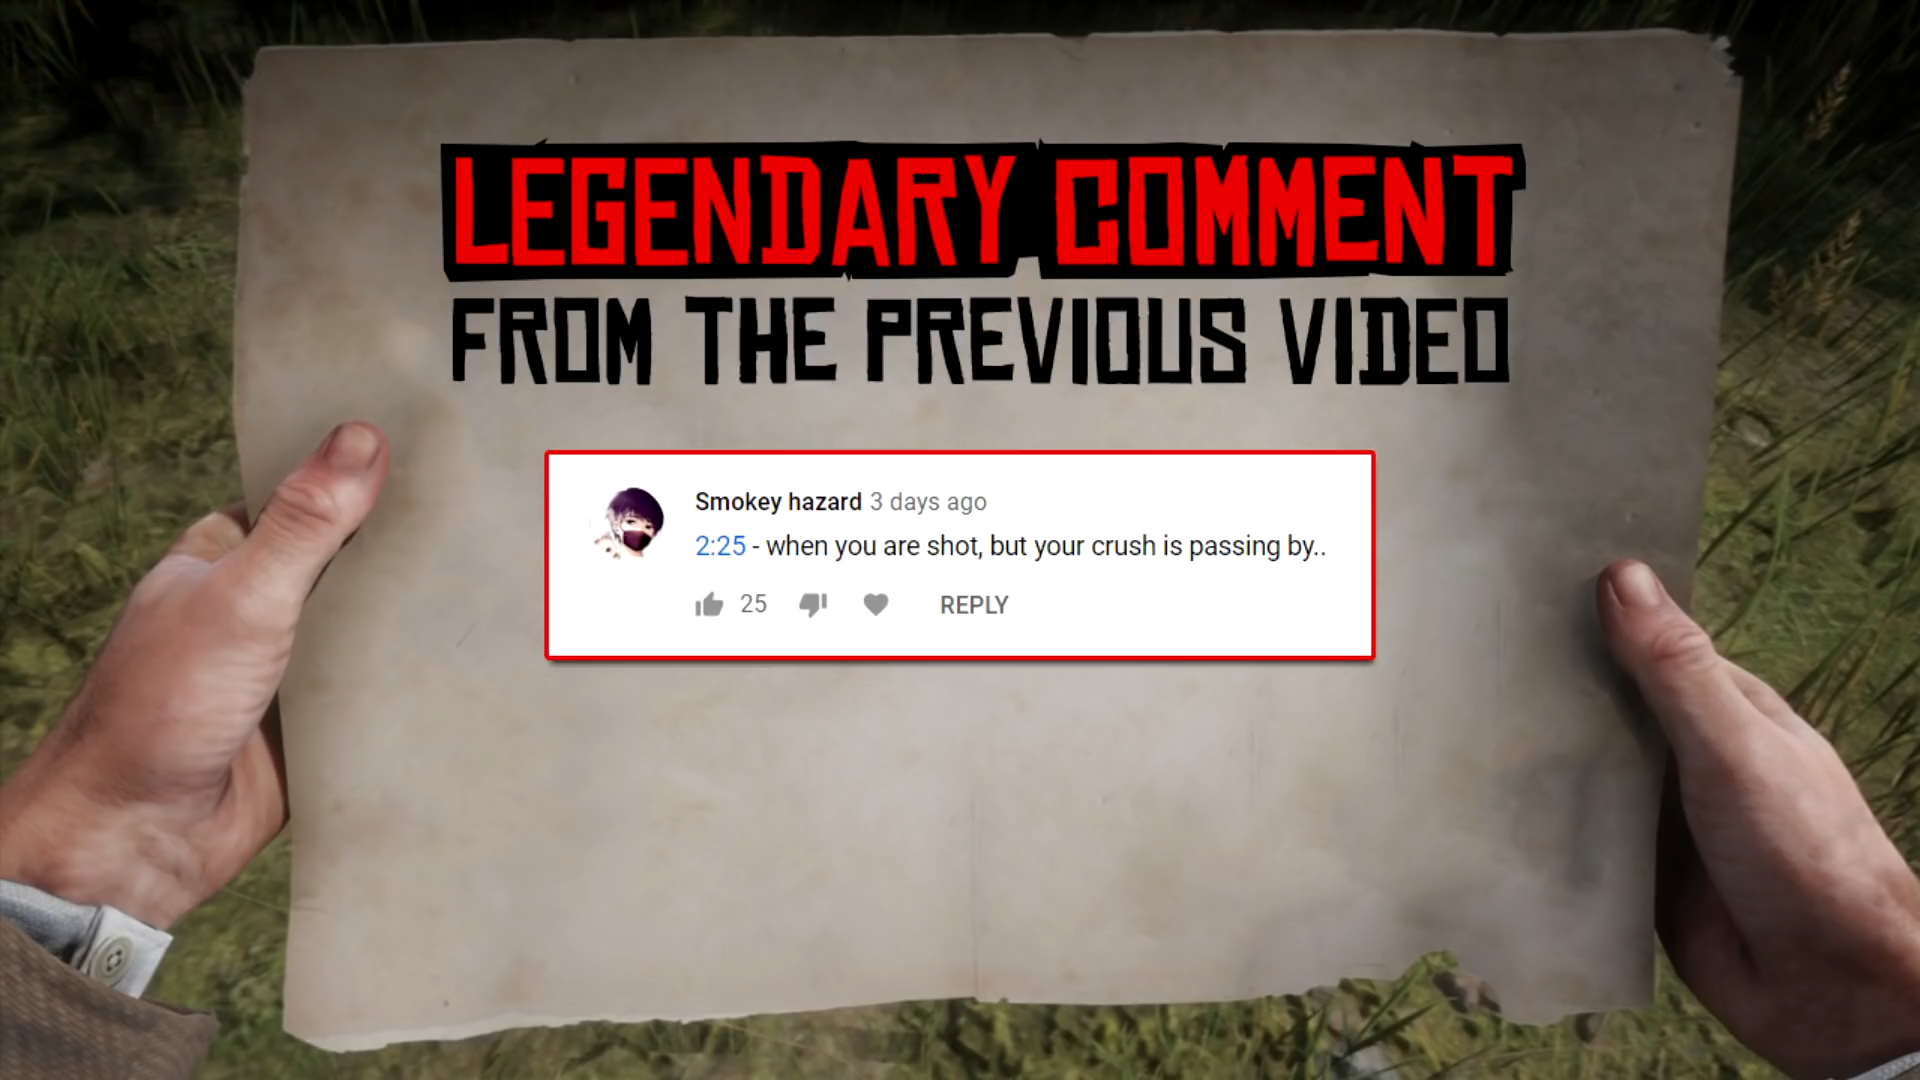 LEGENDARY COMMENT
FROM THE PREVIOUS VIDEO
Smokey hazard 3 days ago
2:25 - when you are shot, but your crush is passing by..
25 REPLY